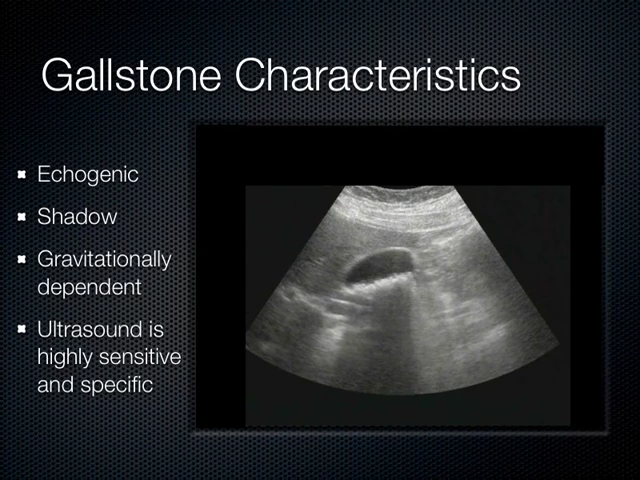 Gallstone Characteristics
Echogenic
Shadow
Gravitationally
dependent
Ultrasound is
highly sensitive
and specific